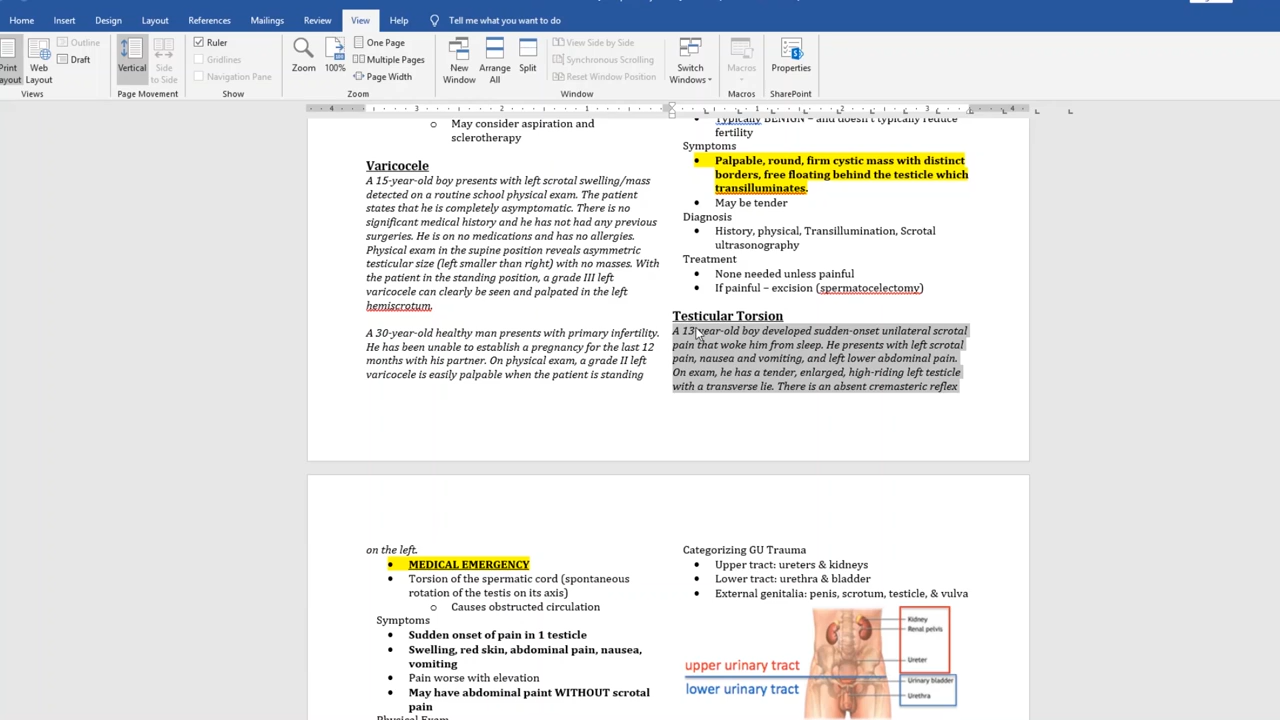 Home Insert Design Layout References Mailings Review View Help Tell me what you want to do
Print Layout
Web Layout
Outline
Draft
Views
Vertical
Side to Side
Page Movement
Ruler
Gridlines
Navigation Pane
Show
Zoom
100%
One Page
Multiple Pages
Page Width
Zoom
New Window
Arrange All
Split
View Side by Side
Synchronous Scrolling
Reset Window Position
Window
Switch Windows
Macros
Macros
Properties
SharePoint
4 3 2 1 1 2 3 4
o May consider aspiration and
sclerotherapy
Varicocele
A 15-year-old boy presents with left scrotal swelling/mass
detected on a routine school physical exam. The patient
states that he is completely asymptomatic. There is no
significant medical history and he has not had any previous
surgeries. He is on no medications and has no allergies.
Physical exam in the supine position reveals asymmetric
testicular size (left smaller than right) with no masses. With
the patient in the standing position, a grade III left
varicocele can clearly be seen and palpated in the left
hemiscrotum.
A 30-year-old healthy man presents with primary infertility.
He has been unable to establish a pregnancy for the last 12
months with his partner. On physical exam, a grade II left
varicocele is easily palpable when the patient is standing
Typically BENIGN – and doesn't typically reduce
fertility
Symptoms
• Palpable, round, firm cystic mass with distinct
borders, free floating behind the testicle which
transilluminates.
• May be tender
Diagnosis
• History, physical, Transillumination, Scrotal
ultrasonography
Treatment
• None needed unless painful
• If painful – excision (spermatocelectomy)
Testicular Torsion
A 13-year-old boy developed sudden-onset unilateral scrotal
pain that woke him from sleep. He presents with left scrotal
pain, nausea and vomiting, and left lower abdominal pain.
On exam, he has a tender, enlarged, high-riding left testicle
with a transverse lie. There is an absent cremasteric reflex
on the left.
• MEDICAL EMERGENCY
• Torsion of the spermatic cord (spontaneous
rotation of the testis on its axis)
o Causes obstructed circulation
Symptoms
• Sudden onset of pain in 1 testicle
• Swelling, red skin, abdominal pain, nausea,
vomiting
• Pain worse with elevation
• May have abdominal paint WITHOUT scrotal
pain
Physical Exam
Categorizing GU Trauma
• Upper tract: ureters & kidneys
• Lower tract: urethra & bladder
• External genitalia: penis, scrotum, testicle, & vulva
Kidney
Renal pelvis
Ureter
upper urinary tract
Urinary bladder
lower urinary tract
Urethra